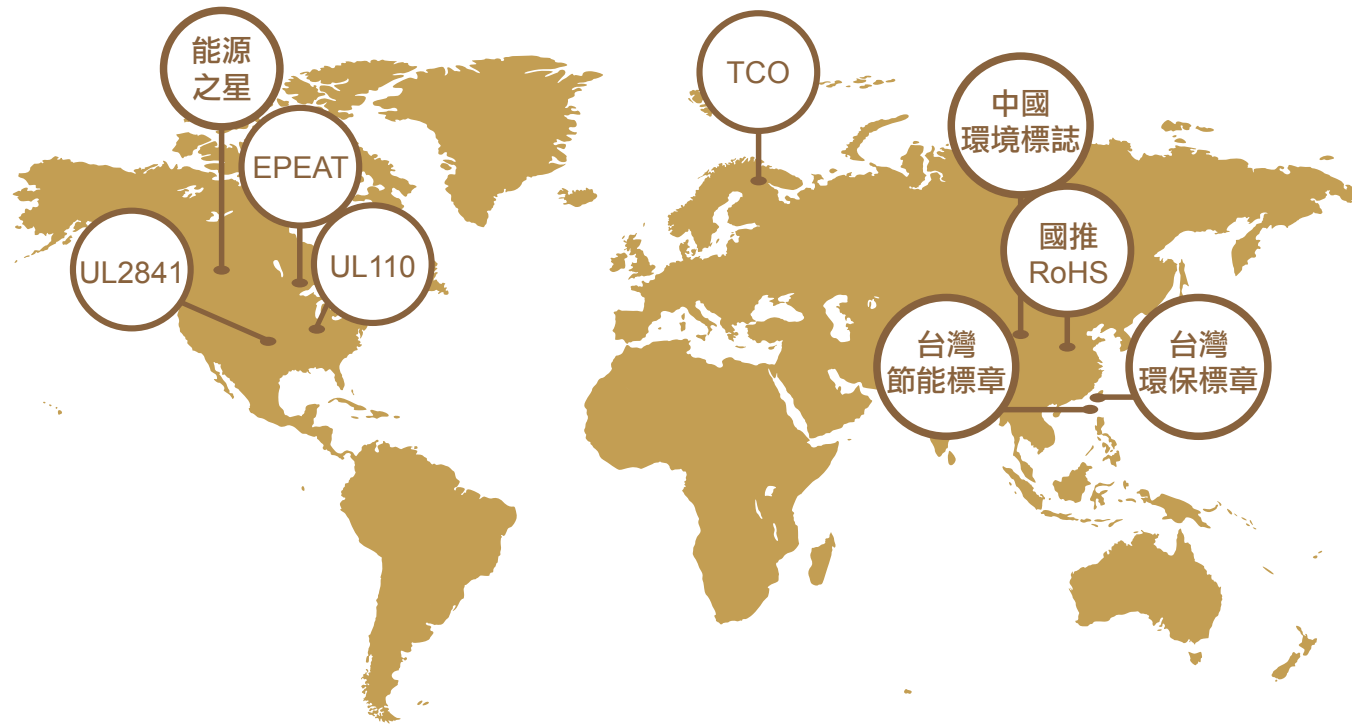 能源
之星
TCO
中國
環境標誌
EPEAT
UL2841
UL110
國推
RoHS
台灣
節能標章
台灣
環保標章